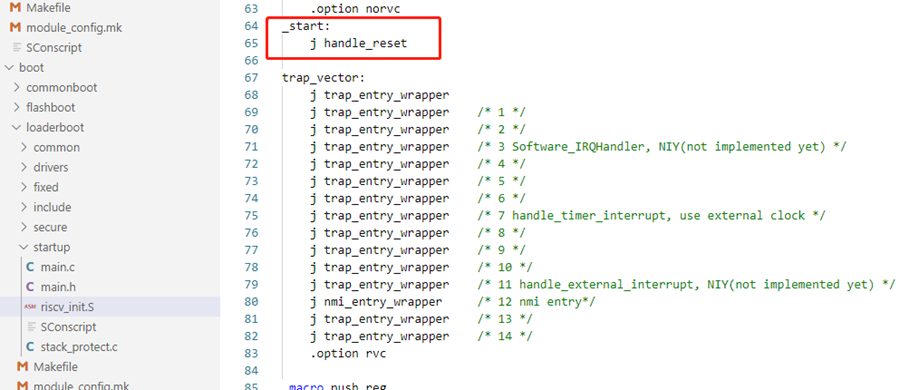 Makefile
module_config.mk
SConscript
boot
commonboot
flashboot
loaderboot
common
drivers
fixed
include
secure
startup
main.c
main.h
riscv_init.S
SConscript
stack_protect.c
Makefile
module_config.mk
63 .option norvc
64 _start:
65 j handle_reset
66
67 trap_vector:
68 j trap_entry_wrapper
69 j trap_entry_wrapper /* 1 */
70 j trap_entry_wrapper /* 2 */
71 j trap_entry_wrapper /* 3 Software_IRQHandler, NIY(not implemented yet) */
72 j trap_entry_wrapper /* 4 */
73 j trap_entry_wrapper /* 5 */
74 j trap_entry_wrapper /* 6 */
75 j trap_entry_wrapper /* 7 handle_timer_interrupt, use external clock */
76 j trap_entry_wrapper /* 8 */
77 j trap_entry_wrapper /* 9 */
78 j trap_entry_wrapper /* 10 */
79 j trap_entry_wrapper /* 11 handle_external_interrupt, NIY(not implemented yet) */
80 j nmi_entry_wrapper /* 12 nmi entry*/
81 j trap_entry_wrapper /* 13 */
82 j trap_entry_wrapper /* 14 */
83 .option rvc
84
85 macro push reg